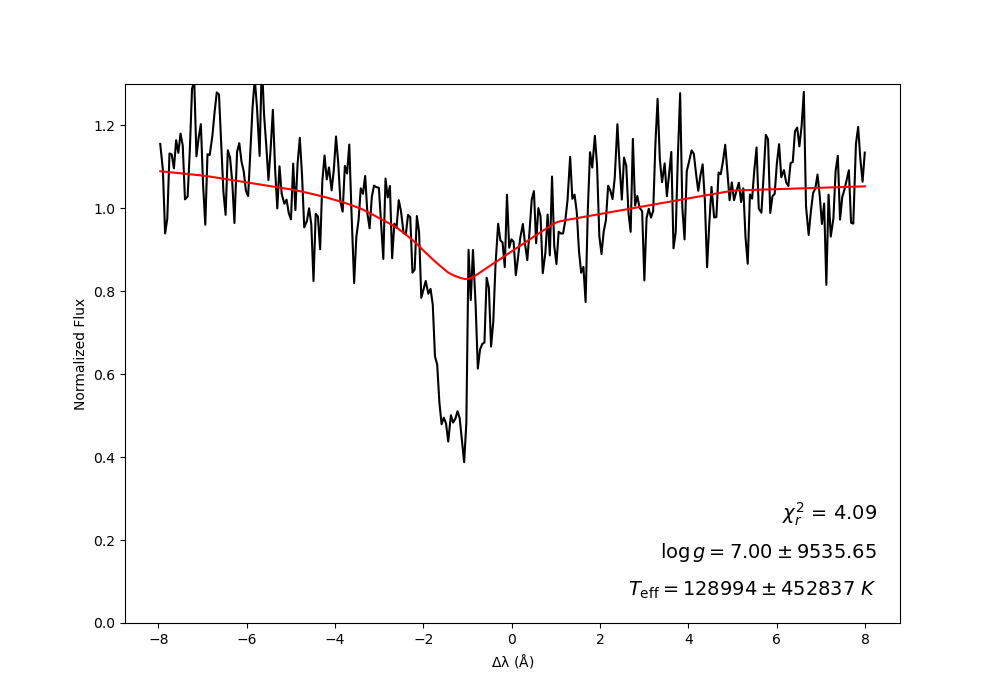 1.2
1.0
0.8
0.6
0.4
0.2
0.0
Normalized Flux
χ²ᵣ = 4.09
log g = 7.00 ± 9535.65
T_eff = 128994 ± 452837 K
−8 −6 −4 −2 0 2 4 6 8
Δλ (Å)